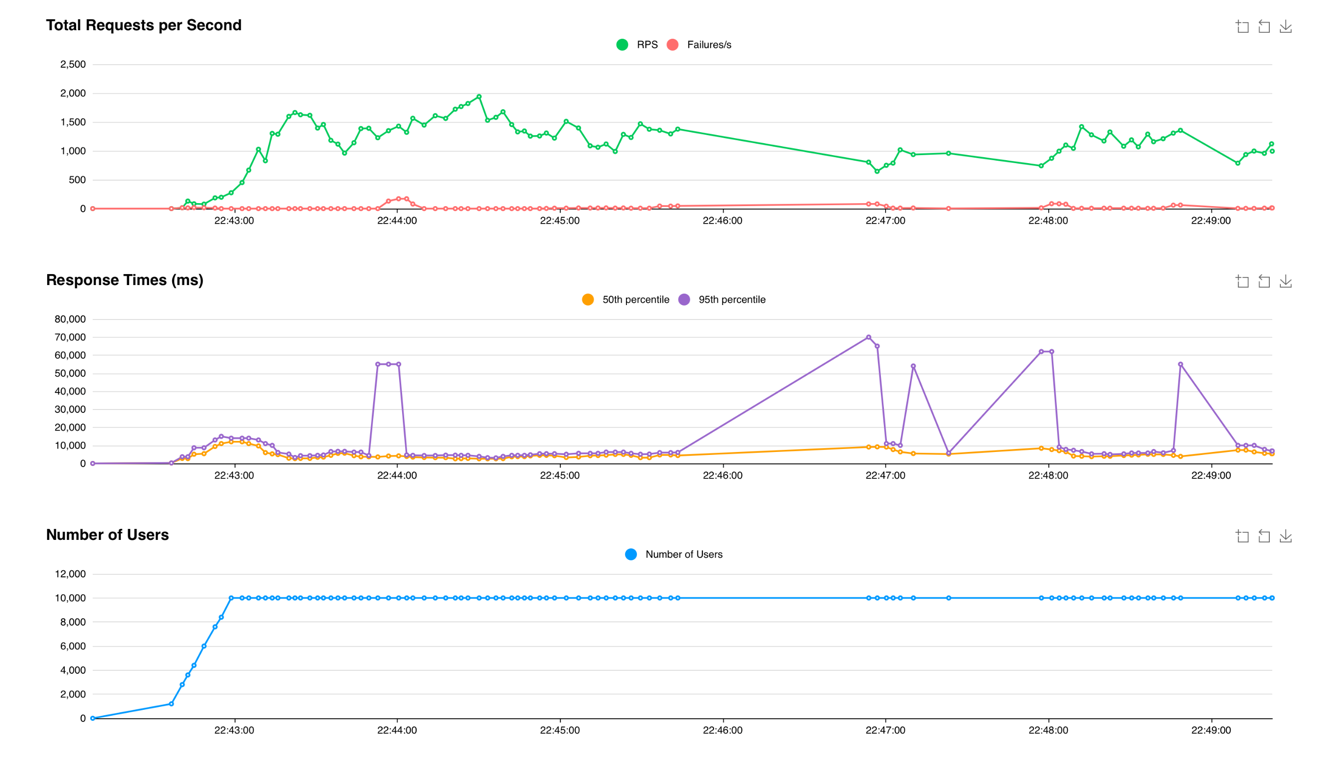 Total Requests per Second
RPS Failures/s
2,500
2,000
1,500
1,000
500
0
22:43:00 22:44:00 22:45:00 22:46:00 22:47:00 22:48:00 22:49:00
Response Times (ms)
50th percentile 95th percentile
80,000
70,000
60,000
50,000
40,000
30,000
20,000
10,000
0
22:43:00 22:44:00 22:45:00 22:46:00 22:47:00 22:48:00 22:49:00
Number of Users
Number of Users
12,000
10,000
8,000
6,000
4,000
2,000
0
22:43:00 22:44:00 22:45:00 22:46:00 22:47:00 22:48:00 22:49:00